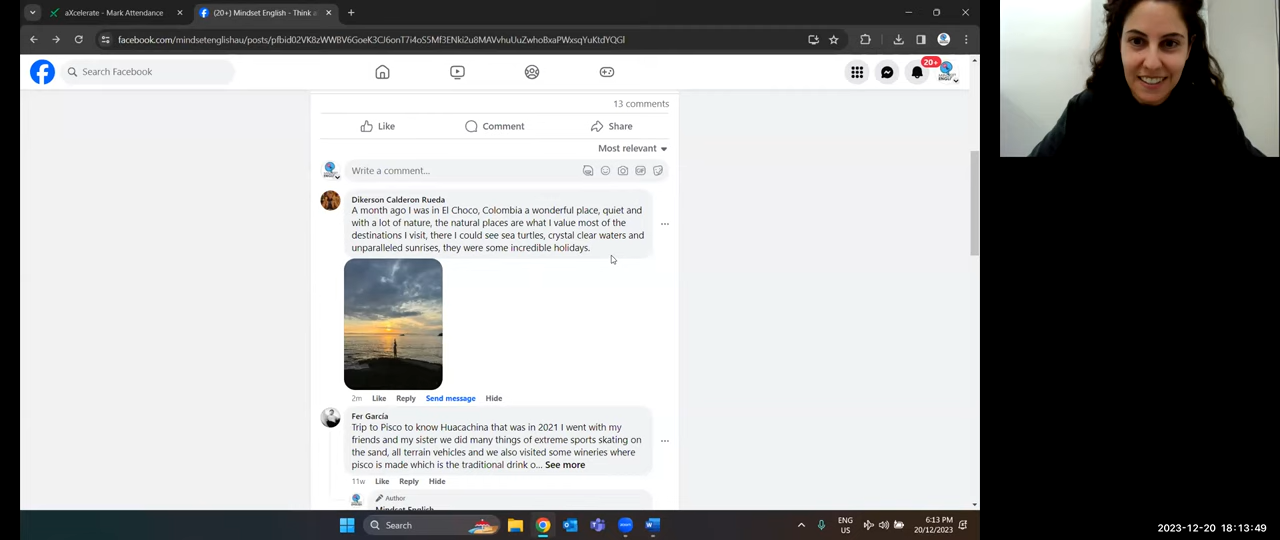 aXcelerate - Mark Attendance
(20+) Mindset English - Think a
facebook.com/mindsetenglishau/posts/
Search Facebook
20+
13 comments
Like
Comment
Share
Most relevant
Write a comment...
Dikerson Calderon Rueda
A month ago I was in El Choco, Colombia a wonderful place, quiet and
with a lot of nature, the natural places are what I value most of the
destinations I visit, there I could see sea turtles, crystal clear waters and
unparalleled sunrises, they were some incredible holidays.
2m Like Reply Send message Hide
Fer García
Trip to Pisco to know Huacachina that was in 2021 I went with my
friends and my sister we did many things of extreme sports skating on
the sand, all terrain vehicles and we also visited some wineries where
pisco is made which is the traditional drink o... See more
11w Like Reply Hide
Author
Mindset English
Search
ENG
US
6:13 PM
20/12/2023
2023-12-20 18:13:49